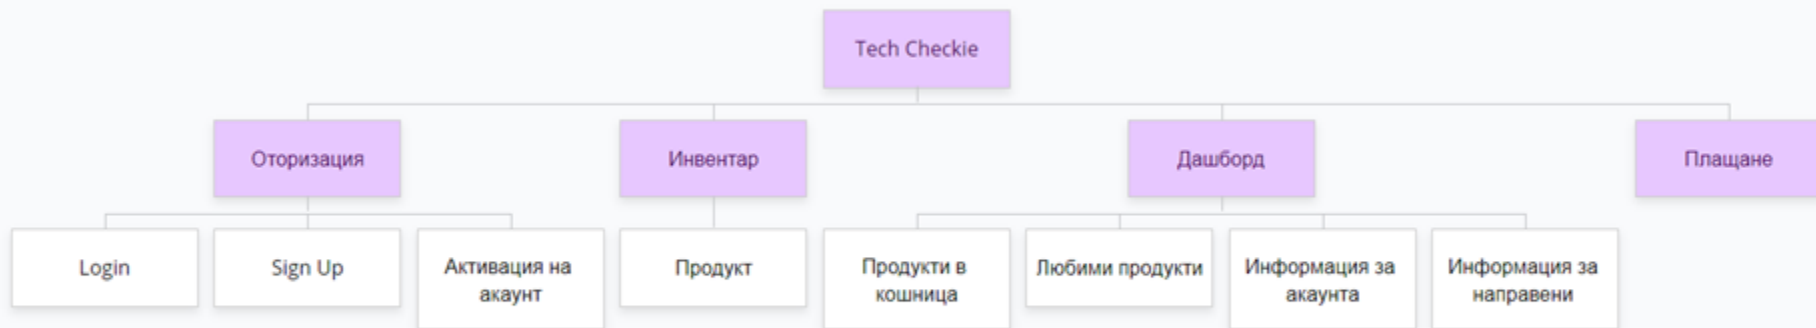 Tech Checkie
Оторизация
Инвентар
Дашборд
Плащане
Login
Sign Up
Активация на
акаунт
Продукт
Продукти в
кошница
Любими продукти
Информация за
акаунта
Информация за
направени